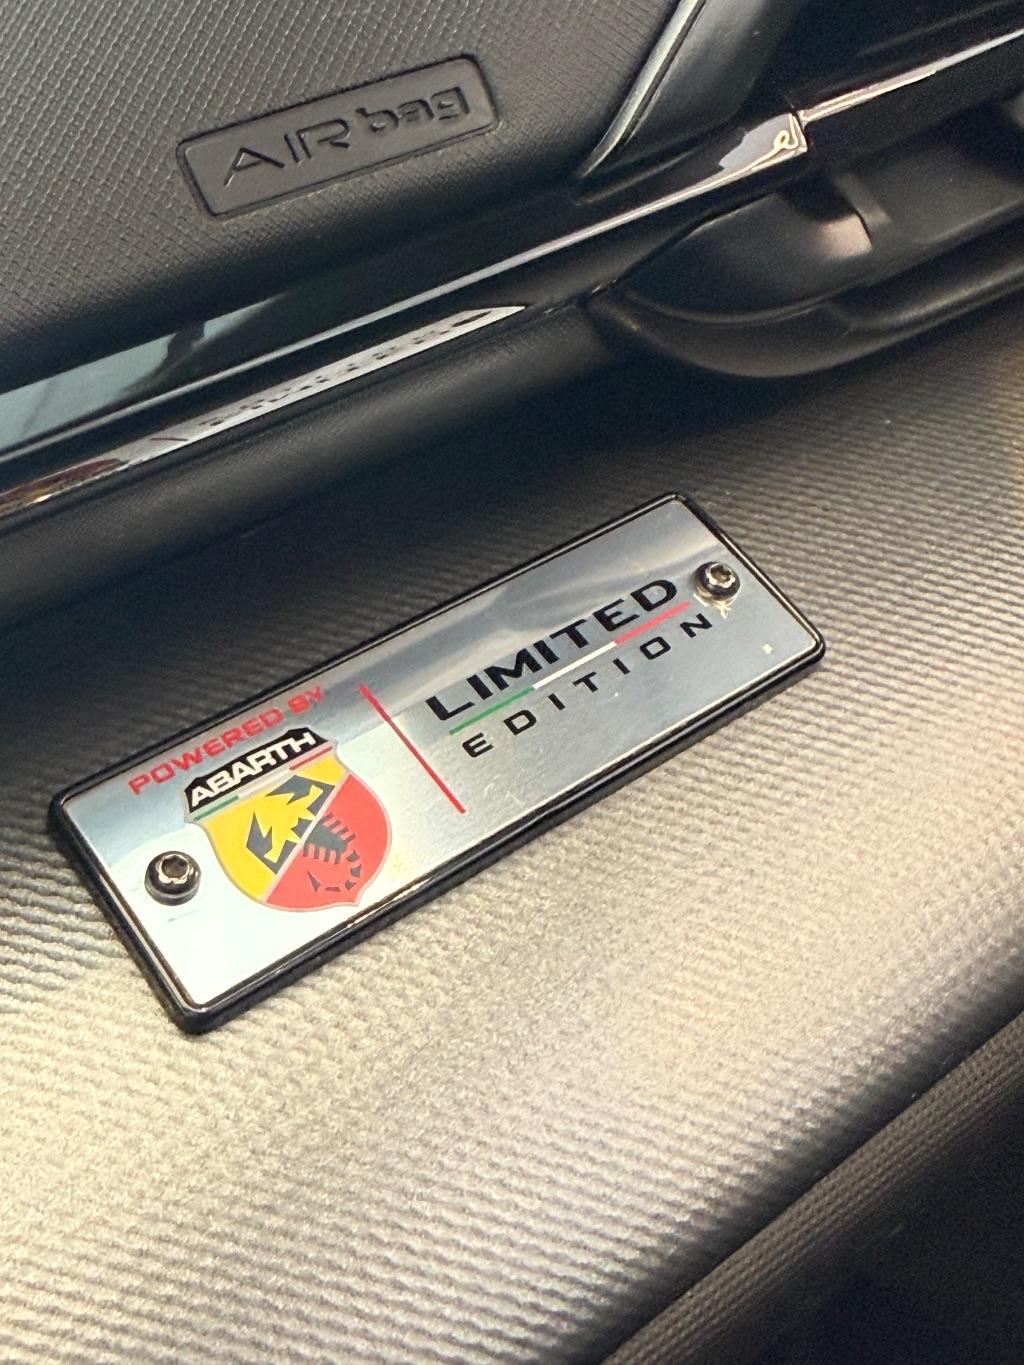 AIRbag
POWERED BY
ABARTH
LIMITED
EDITION